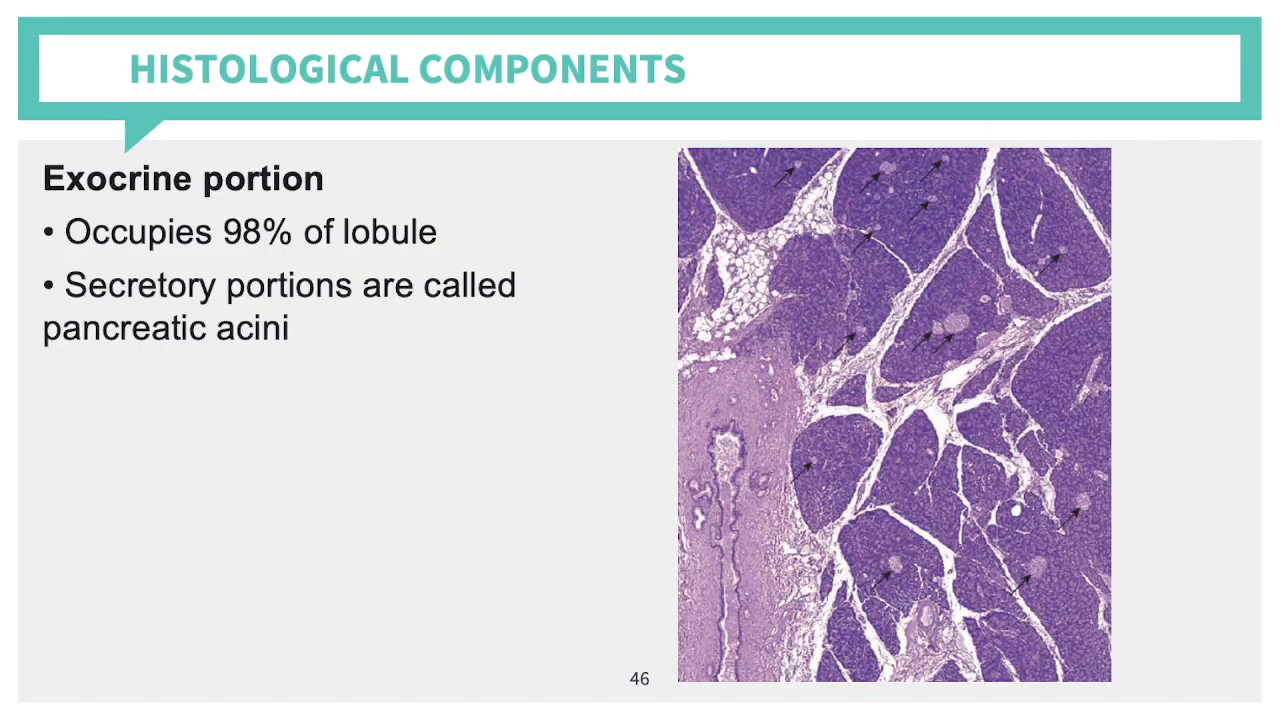 HISTOLOGICAL COMPONENTS
Exocrine portion
• Occupies 98% of lobule
• Secretory portions are called
pancreatic acini
46